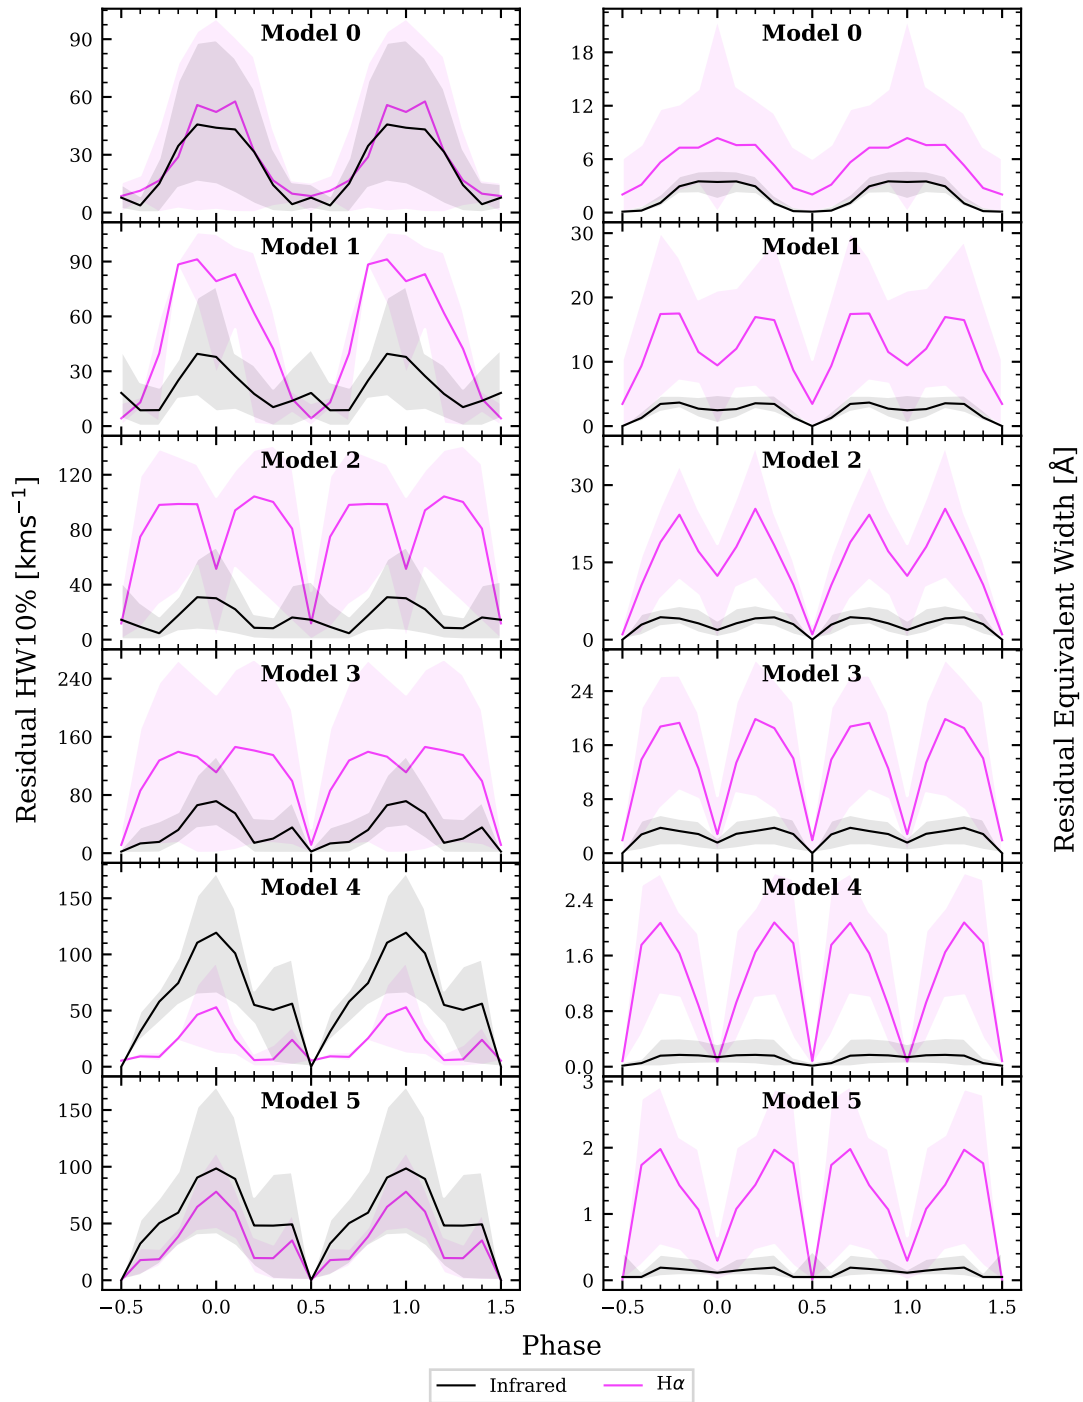 Residual HW10% [kms⁻¹]
Model 0
90
60
30
0
Model 1
90
60
30
0
Model 2
120
80
40
0
Model 3
240
160
80
0
Model 4
150
100
50
0
Model 5
150
100
50
0
−0.5 0.0 0.5 1.0 1.5
Model 0
18
12
6
0
Model 1
30
20
10
0
Model 2
30
15
0
Model 3
24
16
8
0
Model 4
2.4
1.6
0.8
0.0
Model 5
3
2
1
0
−0.5 0.0 0.5 1.0 1.5
Residual Equivalent Width [Å]
Phase
Infrared Hα